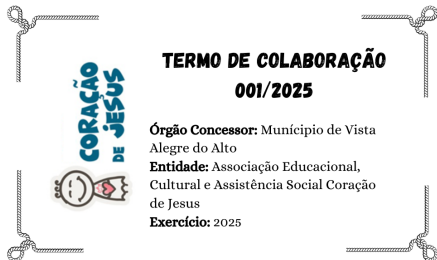 CORAÇÃO
DE JESUS
TERMO DE COLABORAÇÃO
001/2025
Órgão Concessor: Munícipio de Vista
Alegre do Alto
Entidade: Associação Educacional,
Cultural e Assistência Social Coração
de Jesus
Exercício: 2025